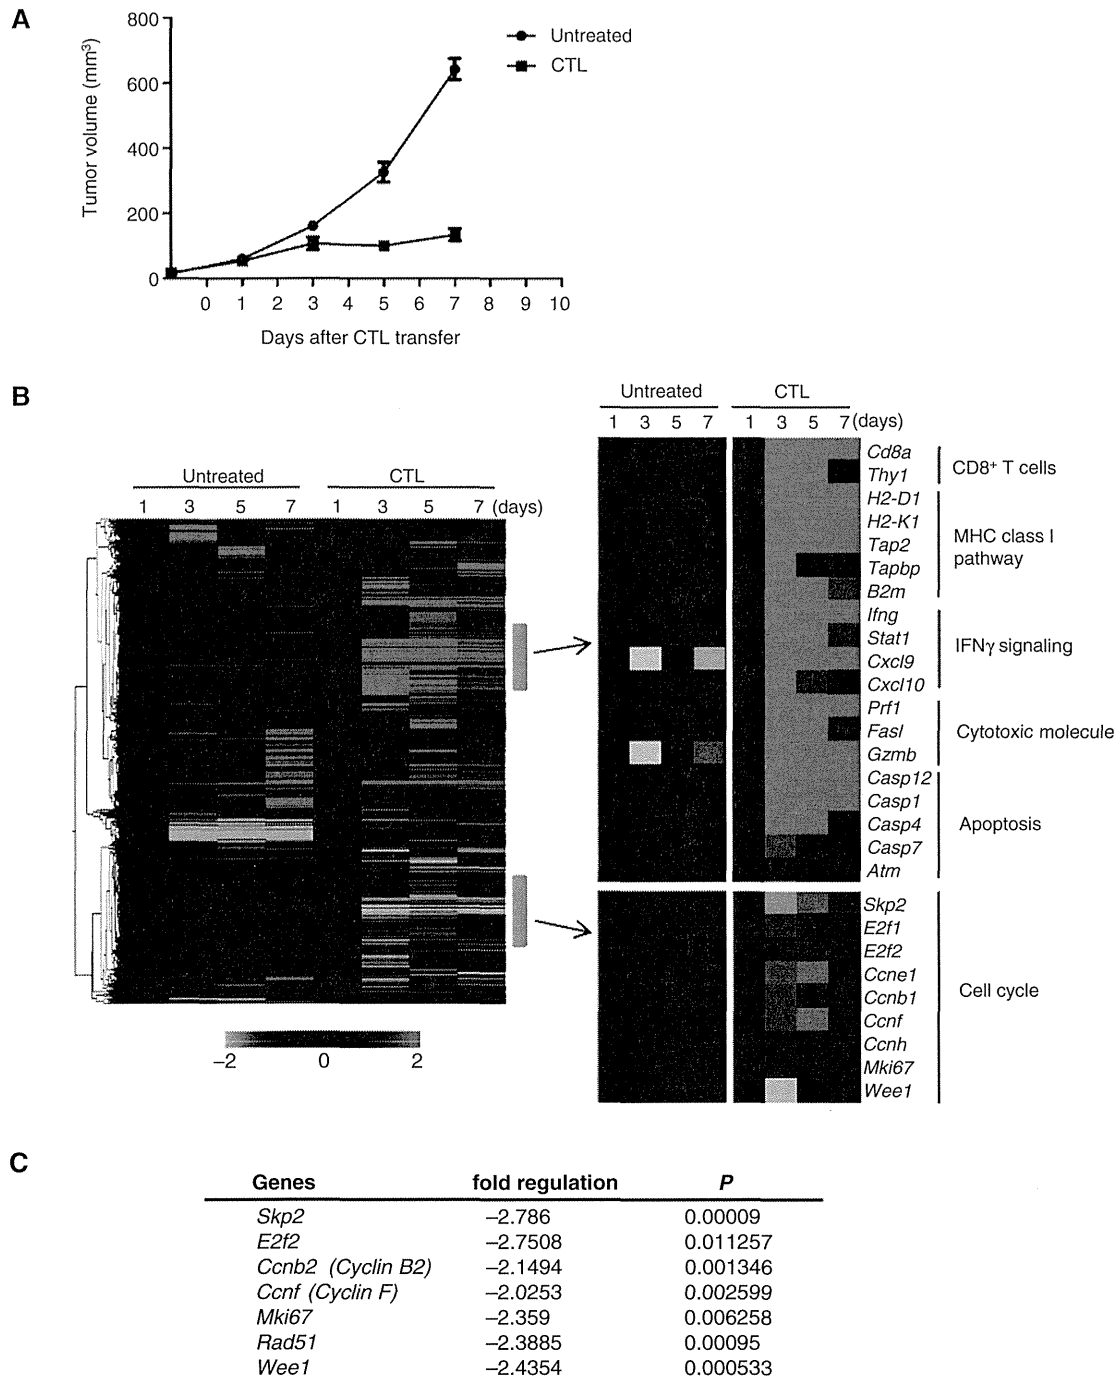 A
Tumor volume (mm³)
800
600
400
200
0
0 1 3 4 5 6 7 8 9 10
Days after CTL transfer
Untreated
CTL
B
Untreated CTL
1 3 5 7 1 3 5 7 (days)
−2 0 2
Untreated CTL
1 3 5 7 1 3 5 7 (days)
Cd8a
Thy1
CD8⁺ T cells
H2-D1
H2-K1
Tap2
Tapbp
B2m
MHC class I
pathway
Ifng
Stat1
Cxcl9
Cxcl10
IFNγ signaling
Prf1
Fasl
Gzmb
Cytotoxic molecule
Casp12
Casp1
Casp4
Casp7
Atm
Apoptosis
Skp2
E2f1
E2f2
Ccne1
Ccnb1
Ccnf
Ccnh
Mki67
Wee1
Cell cycle
C
Genes fold regulation P
Skp2 −2.786 0.00009
E2f2 −2.7508 0.011257
Ccnb2 (Cyclin B2) −2.1494 0.001346
Ccnf (Cyclin F) −2.0253 0.002599
Mki67 −2.359 0.006258
Rad51 −2.3885 0.00095
Wee1 −2.4354 0.000533